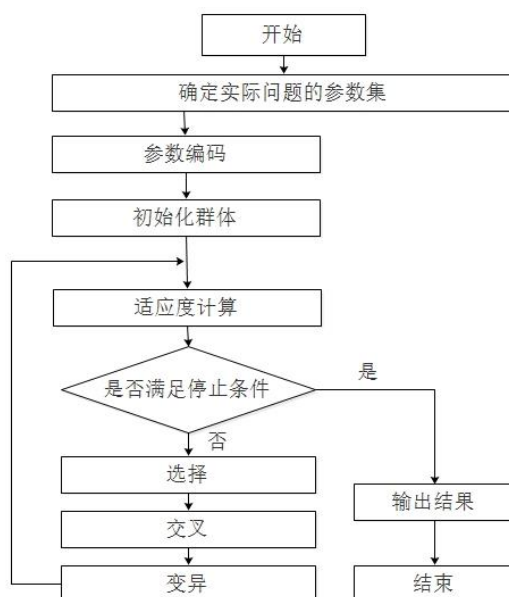 开始
确定实际问题的参数集
参数编码
初始化群体
适应度计算
是否满足停止条件
是
否
选择
输出结果
交叉
变异
结束